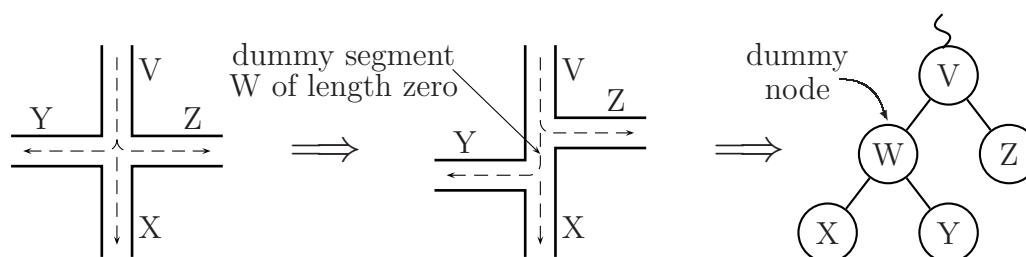 V
Y
Z
X
dummy segment
W of length zero
V
Z
Y
X
dummy
node
V
W
Z
X
Y